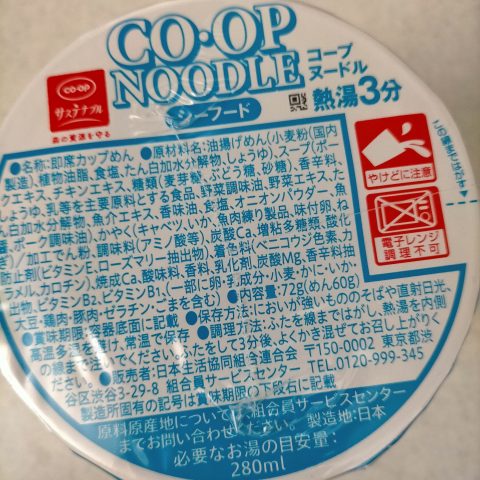 CO・OP
NOODLE
コープ
ヌードル
シーフード
熱湯3分
CO・OP
サステナブル
森の資源を守る
この線まではがす▼
やけどに注意
電子レンジ
調理不可
●名称:即席カップめん ●原材料名:油揚げめん(小麦粉(国内
製造)、植物油脂、食塩、たん白加水分解物、しょうゆ)、スープ(ポー
クエキス、チキンエキス、糖類(麦芽糖、ぶどう糖、砂糖)、香辛料、
しょうゆ、乳等を主要原料とする食品、野菜調味油、野菜エキス、た
ん白加水分解物、魚介エキス、香味油、食塩、オニオンパウダー、魚
醤、ポーク調味油)、かやく(キャベツ、いか、魚肉練り製品、味付卵、ね
ぎ)/加工でん粉、調味料(アミノ酸等)、炭酸Ca、増粘多糖類、酸化
防止剤(ビタミンE、ローズマリー抽出物)、着色料(ベニコウジ色素、カ
ラメル、カロチン)、焼成Ca、酸味料、香料、乳化剤、炭酸Mg、香辛料抽
出物、ビタミンB2、ビタミンB1、(一部に卵・乳成分・小麦・かに・いか・
大豆・鶏肉・豚肉・ゼラチン・ごまを含む) ●内容量:72g(めん60g)
●賞味期限:容器底面に記載 ●保存方法:においが強いもののそばや直射日光、
高温多湿を避け、常温で保存 ●調理方法:ふたを線まではがし、熱湯を内側
の線まで注いでください。ふたをして3分後、よくかき混ぜてお召し上がりく
ださい。●販売者:日本生活協同組合連合会 〒150-0002 東京都渋
谷区渋谷3-29-8 組合員サービスセンター TEL.0120-999-345
製造所固有の記号は賞味期限の下段右に記載
原料原産地については、組合員サービスセンター
までお問い合わせください。 製造地:日本
必要なお湯の目安量:
280ml